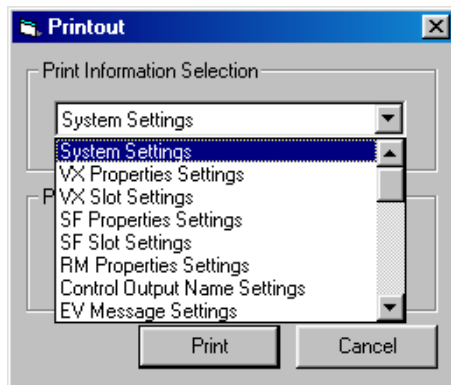 Printout
Print Information Selection
System Settings
System Settings
VX Properties Settings
VX Slot Settings
SF Properties Settings
SF Slot Settings
RM Properties Settings
Control Output Name Settings
EV Message Settings
Print
Cancel